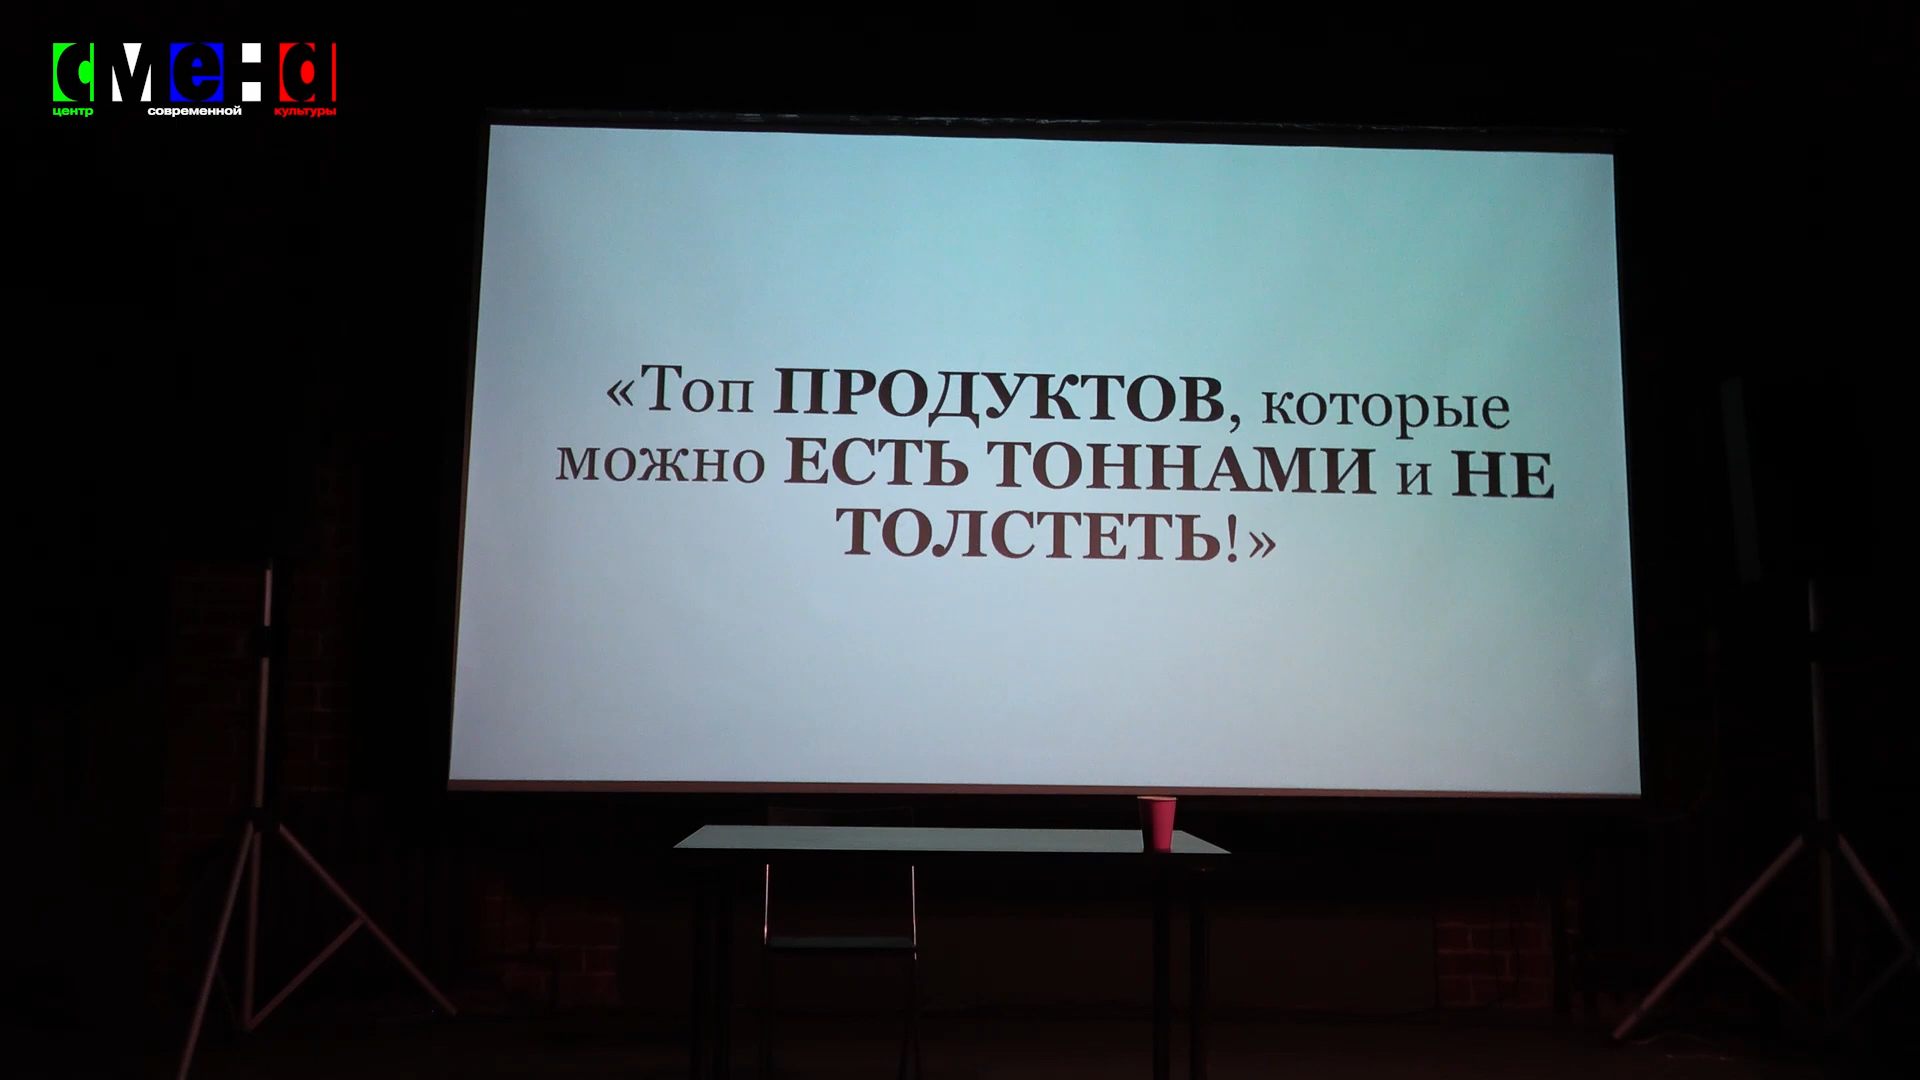 смена
центр современной культуры
«Топ ПРОДУКТОВ, которые
можно ЕСТЬ ТОННАМИ и НЕ
ТОЛСТЕТЬ!»